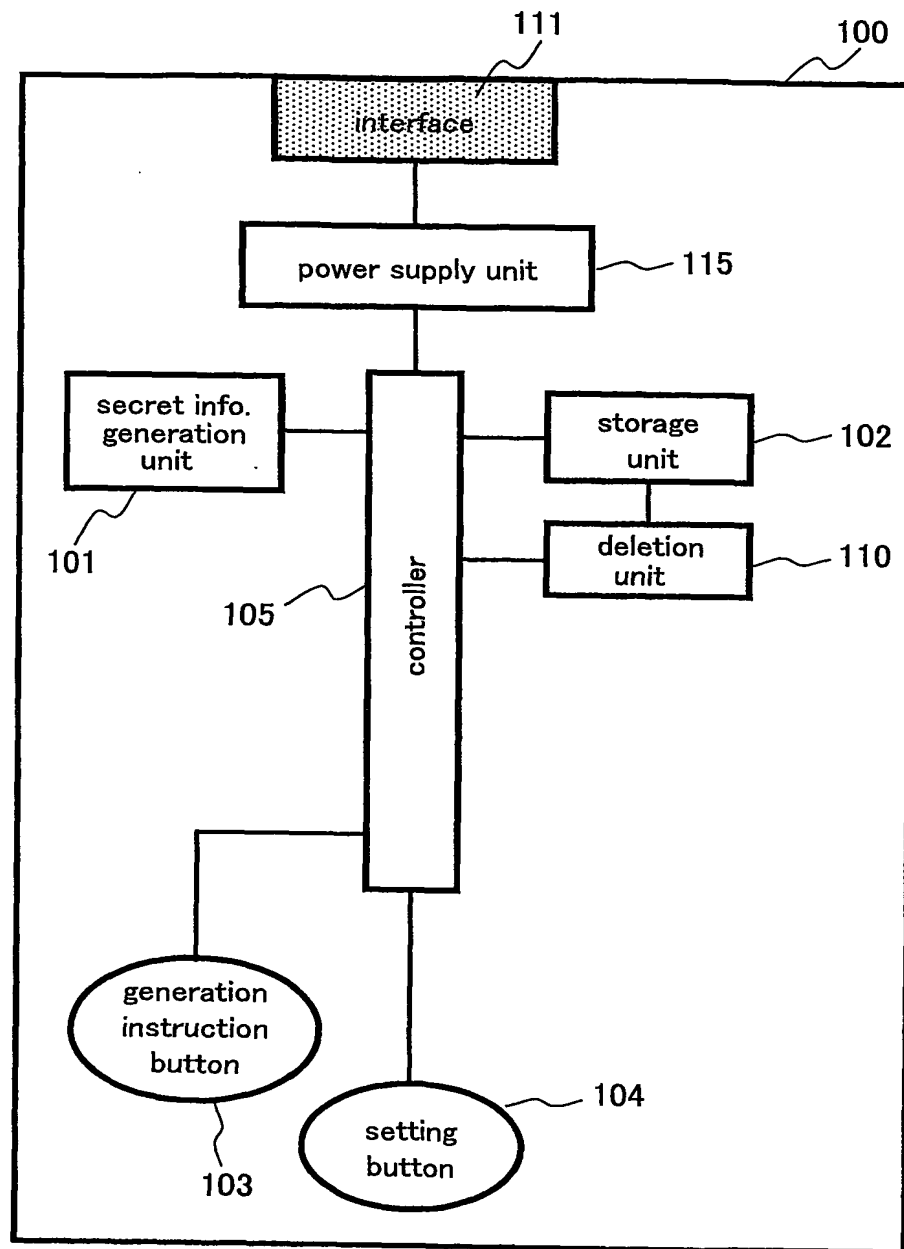 111
100
interface
power supply unit
115
secret info.
generation
unit
101
storage
unit
102
deletion
unit
110
105
controller
generation
instruction
button
103
setting
button
104